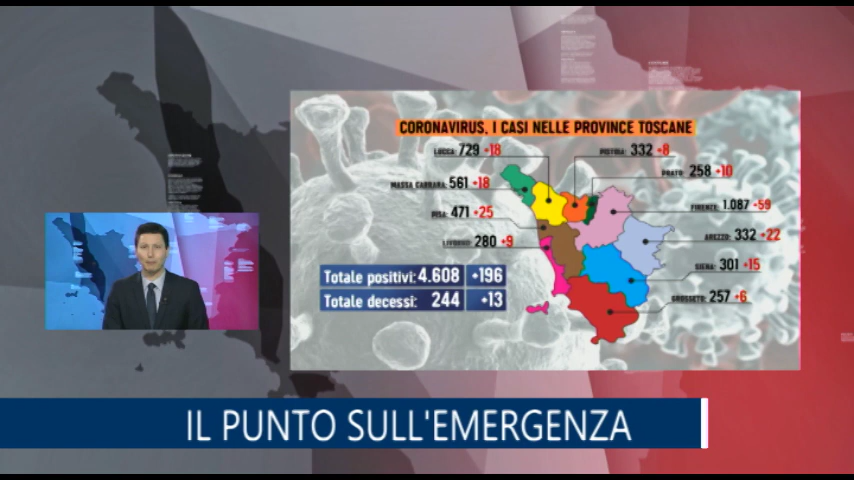 CORONAVIRUS, I CASI NELLE PROVINCE TOSCANE
LUCCA: 729 +18
PISTOIA: 332 +8
PRATO: 258 +10
MASSA CARRARA: 561 +18
FIRENZE: 1.087 +59
PISA: 471 +25
AREZZO: 332 +22
LIVORNO: 280 +9
SIENA: 301 +15
Totale positivi: 4.608 +196
Totale decessi: 244 +13
GROSSETO: 257 +6
IL PUNTO SULL'EMERGENZA